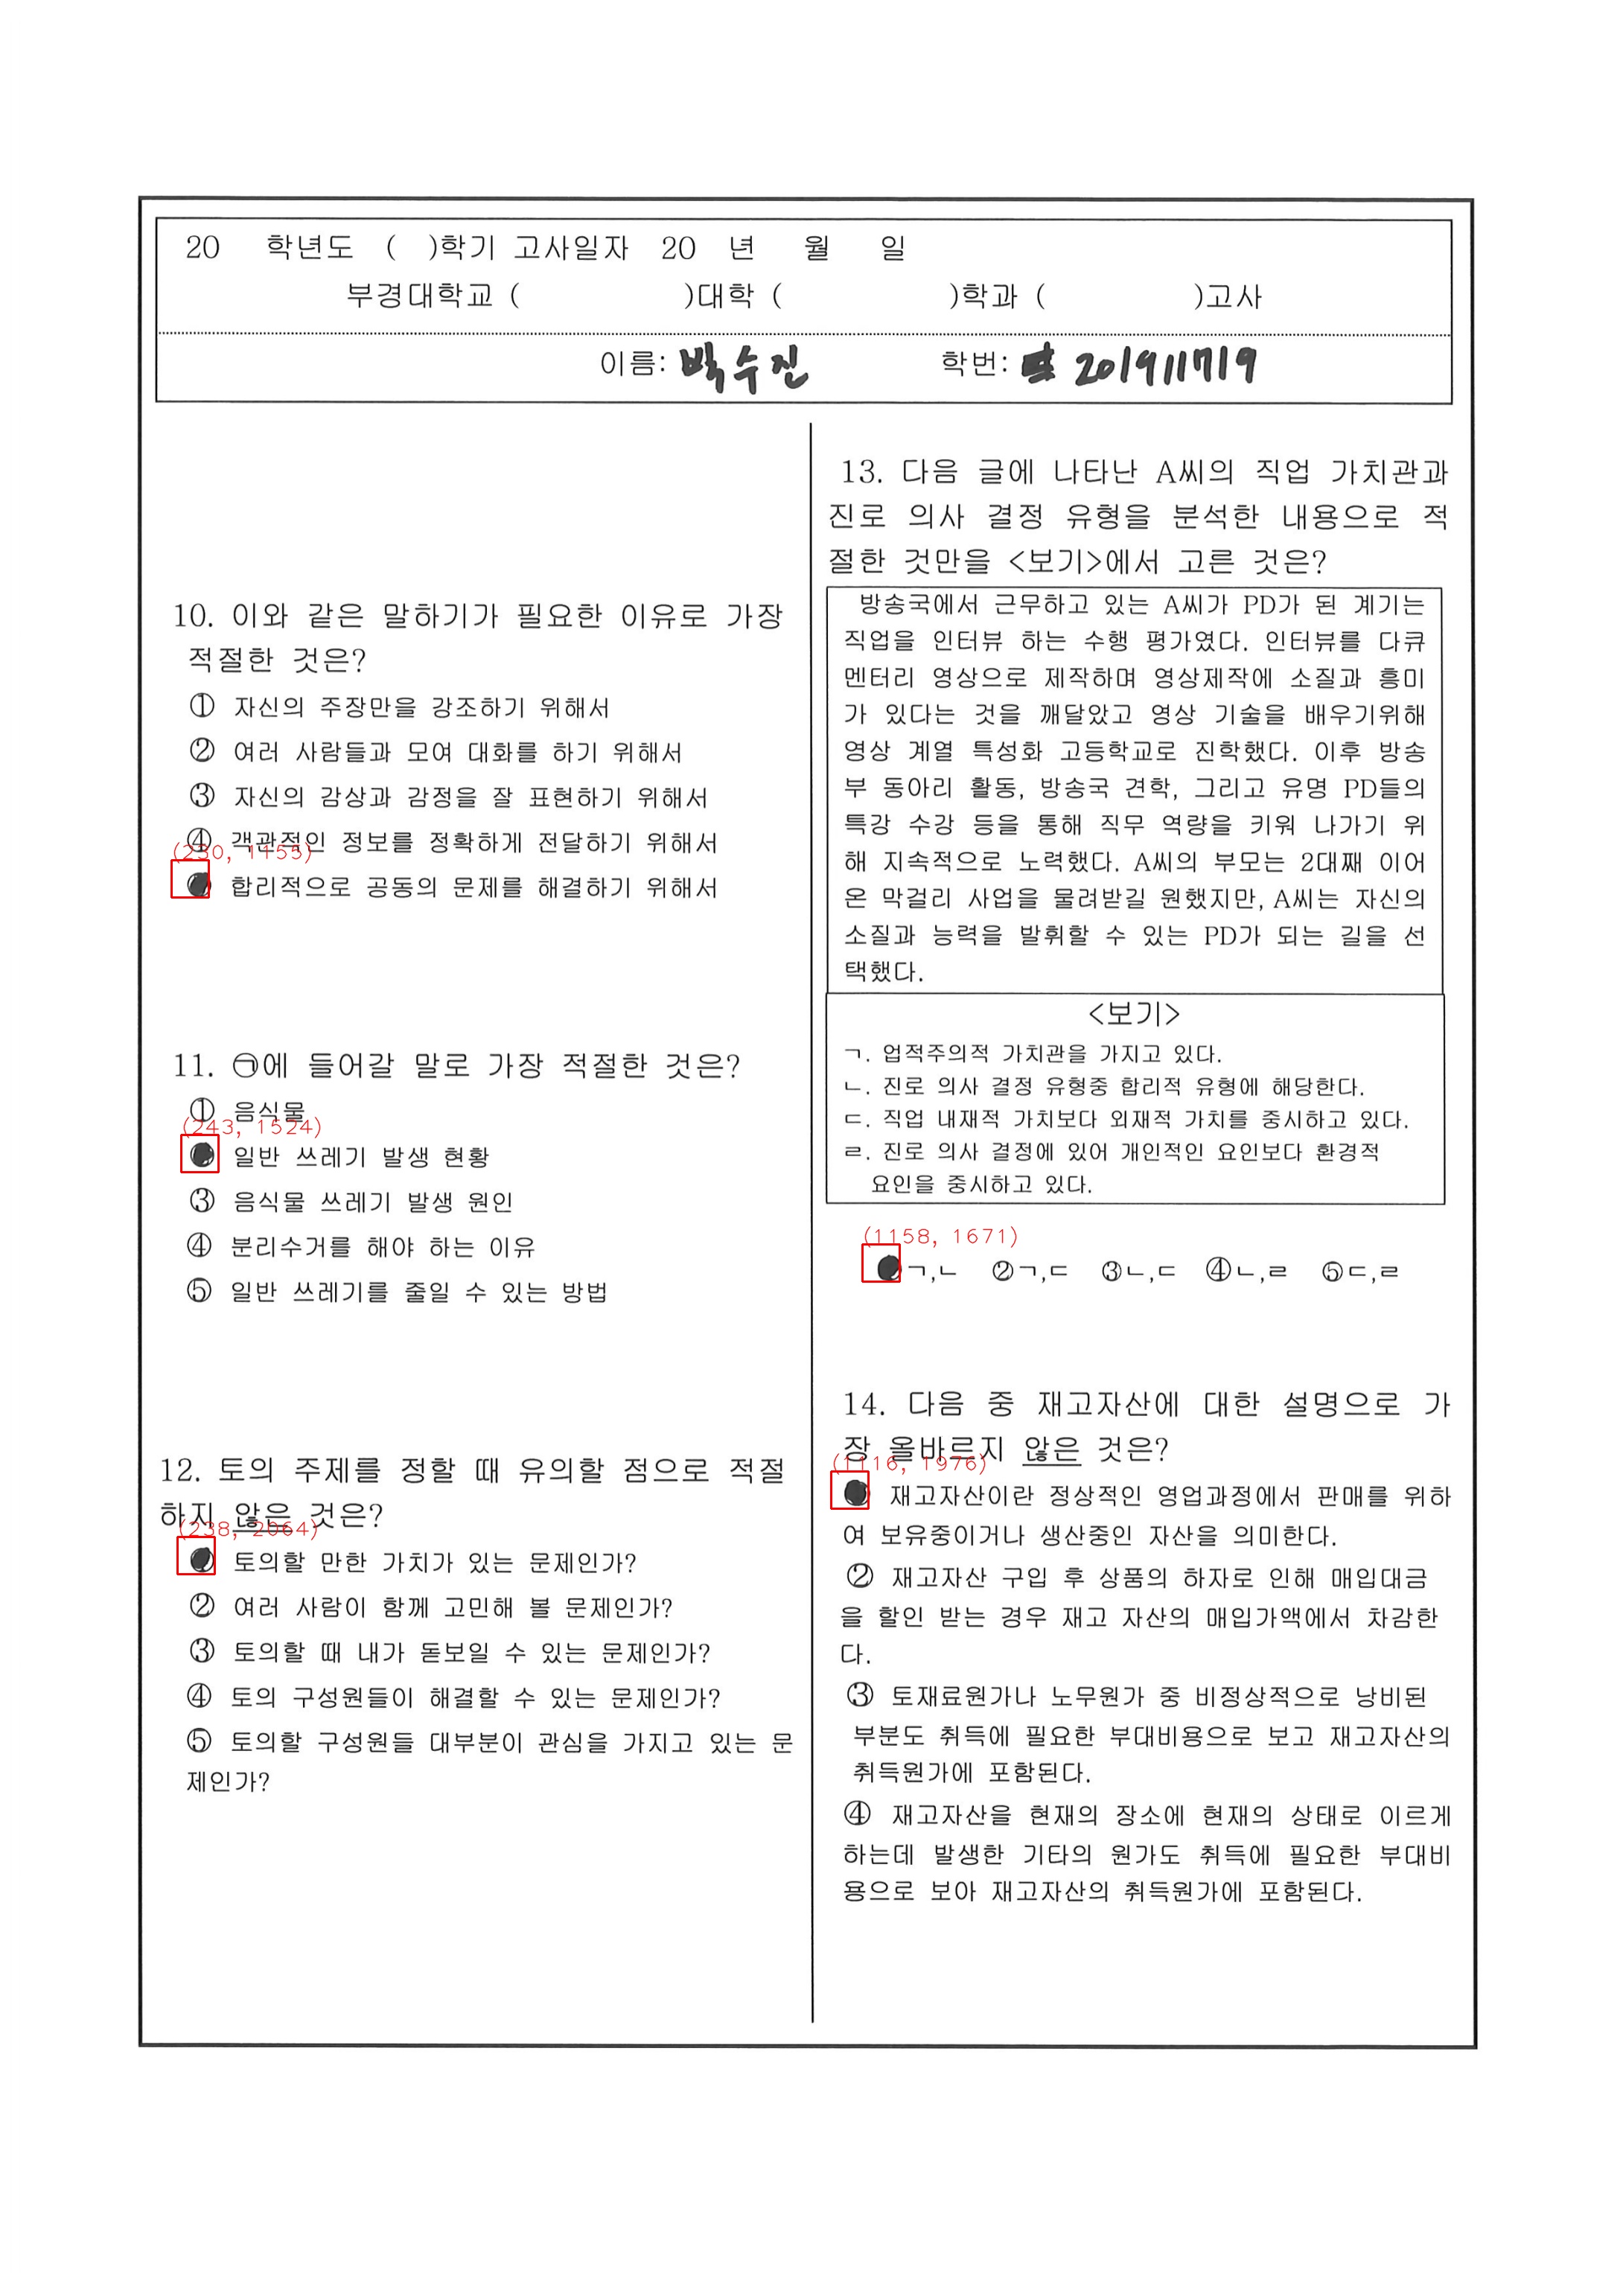 20 학년도 ( )학기 고사일자 20 년 월 일
부경대학교 ( )대학 ( )학과 ( )고사
이름: 박수진 학번: 201911719
10. 이와 같은 말하기가 필요한 이유로 가장
적절한 것은?
① 자신의 주장만을 강조하기 위해서
② 여러 사람들과 모여 대화를 하기 위해서
③ 자신의 감상과 감정을 잘 표현하기 위해서
④ 객관적인 정보를 정확하게 전달하기 위해서
(230, 1155)
합리적으로 공동의 문제를 해결하기 위해서
11. ㉠에 들어갈 말로 가장 적절한 것은?
① 음식물
(243, 1524)
일반 쓰레기 발생 현황
③ 음식물 쓰레기 발생 원인
④ 분리수거를 해야 하는 이유
⑤ 일반 쓰레기를 줄일 수 있는 방법
12. 토의 주제를 정할 때 유의할 점으로 적절
하지 않은 것은?
(238, 2064)
토의할 만한 가치가 있는 문제인가?
② 여러 사람이 함께 고민해 볼 문제인가?
③ 토의할 때 내가 돋보일 수 있는 문제인가?
④ 토의 구성원들이 해결할 수 있는 문제인가?
⑤ 토의할 구성원들 대부분이 관심을 가지고 있는 문
제인가?
13. 다음 글에 나타난 A씨의 직업 가치관과
진로 의사 결정 유형을 분석한 내용으로 적
절한 것만을 <보기>에서 고른 것은?
방송국에서 근무하고 있는 A씨가 PD가 된 계기는
직업을 인터뷰 하는 수행 평가였다. 인터뷰를 다큐
멘터리 영상으로 제작하며 영상제작에 소질과 흥미
가 있다는 것을 깨달았고 영상 기술을 배우기위해
영상 계열 특성화 고등학교로 진학했다. 이후 방송
부 동아리 활동, 방송국 견학, 그리고 유명 PD들의
특강 수강 등을 통해 직무 역량을 키워 나가기 위
해 지속적으로 노력했다. A씨의 부모는 2대째 이어
온 막걸리 사업을 물려받길 원했지만, A씨는 자신의
소질과 능력을 발휘할 수 있는 PD가 되는 길을 선
택했다.
<보기>
ㄱ. 업적주의적 가치관을 가지고 있다.
ㄴ. 진로 의사 결정 유형중 합리적 유형에 해당한다.
ㄷ. 직업 내재적 가치보다 외재적 가치를 중시하고 있다.
ㄹ. 진로 의사 결정에 있어 개인적인 요인보다 환경적
요인을 중시하고 있다.
(1158, 1671)
ㄱ,ㄴ ②ㄱ,ㄷ ③ㄴ,ㄷ ④ㄴ,ㄹ ⑤ㄷ,ㄹ
14. 다음 중 재고자산에 대한 설명으로 가
장 올바르지 않은 것은?
(1116, 1976)
재고자산이란 정상적인 영업과정에서 판매를 위하
여 보유중이거나 생산중인 자산을 의미한다.
② 재고자산 구입 후 상품의 하자로 인해 매입대금
을 할인 받는 경우 재고 자산의 매입가액에서 차감한
다.
③ 토재료원가나 노무원가 중 비정상적으로 낭비된
부분도 취득에 필요한 부대비용으로 보고 재고자산의
취득원가에 포함된다.
④ 재고자산을 현재의 장소에 현재의 상태로 이르게
하는데 발생한 기타의 원가도 취득에 필요한 부대비
용으로 보아 재고자산의 취득원가에 포함된다.